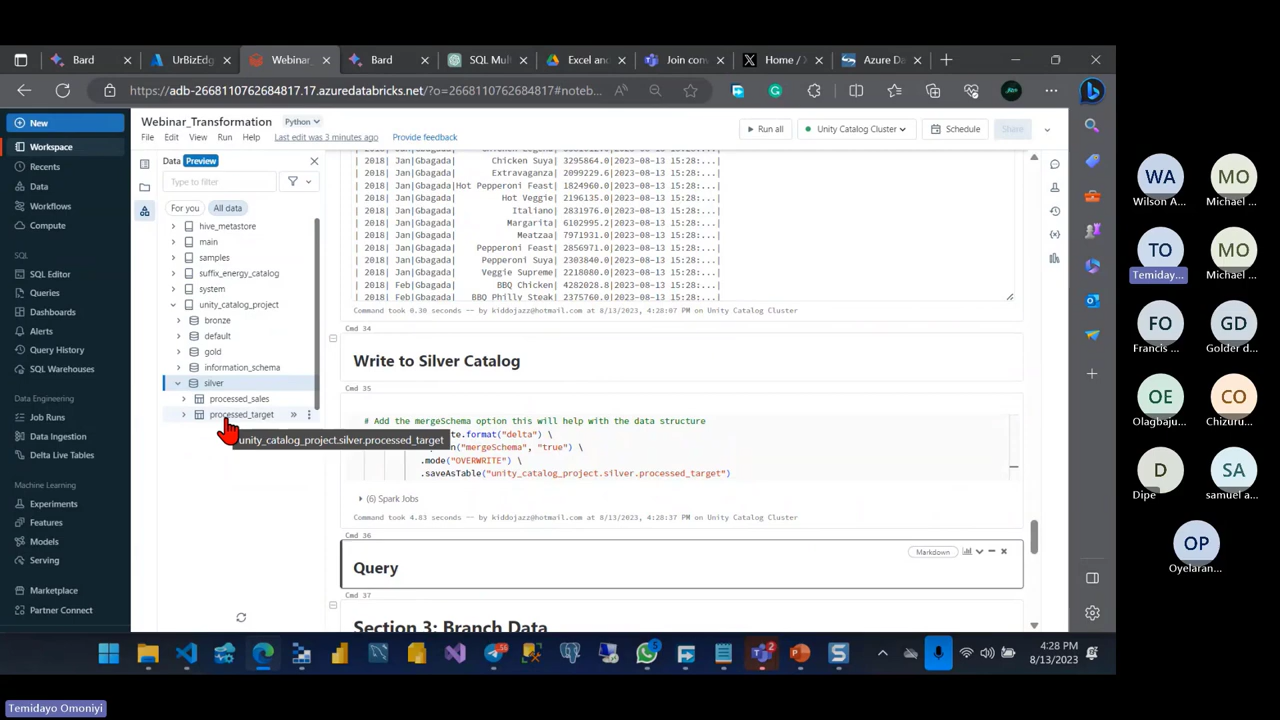 Bard
UrBizEdg
Webinar_
Bard
SQL Mult
Excel and
Join con
Home / X
Azure Da
https://adb-2668110762684817.17.azuredatabricks.net/?o=2668110762684817#noteb...
New
Workspace
Recents
Data
Workflows
Compute
SQL
SQL Editor
Queries
Dashboards
Alerts
Query History
SQL Warehouses
Data Engineering
Job Runs
Data Ingestion
Delta Live Tables
Machine Learning
Experiments
Features
Models
Serving
Marketplace
Partner Connect
Webinar_Transformation
Python
File Edit View Run Help
Last edit was 3 minutes ago
Provide feedback
Run all
Unity Catalog Cluster
Schedule
Share
Data Preview
Type to filter
For you
All data
hive_metastore
main
samples
suffix_energy_catalog
system
unity_catalog_project
bronze
default
gold
information_schema
silver
processed_sales
processed_target
unity_catalog_project.silver.processed_target
| 2018| Jan|Gbagada| Chicken Suya| 3295864.0|2023-08-13 15:28:...|
| 2018| Jan|Gbagada| Extravaganza| 2099229.6|2023-08-13 15:28:...|
| 2018| Jan|Gbagada|Hot Pepperoni Feast| 1824960.0|2023-08-13 15:28:...|
| 2018| Jan|Gbagada| Hot Veggie| 2196135.0|2023-08-13 15:28:...|
| 2018| Jan|Gbagada| Italiano| 2831976.0|2023-08-13 15:28:...|
| 2018| Jan|Gbagada| Margarita| 6102995.2|2023-08-13 15:28:...|
| 2018| Jan|Gbagada| Meatzaa| 7971931.0|2023-08-13 15:28:...|
| 2018| Jan|Gbagada| Pepperoni Feast| 2856971.0|2023-08-13 15:28:...|
| 2018| Jan|Gbagada| Pepperoni Suya| 2303840.0|2023-08-13 15:28:...|
| 2018| Jan|Gbagada| Veggie Supreme| 2218080.0|2023-08-13 15:28:...|
| 2018| Feb|Gbagada| BBQ Chicken| 4282028.8|2023-08-13 15:28:...|
| 2018| Feb|Gbagada| BBQ Philly Steak| 2375760.0|2023-08-13 15:28:...|
Command took 0.30 seconds -- by kiddojazz@hotmail.com at 8/13/2023, 4:28:07 PM on Unity Catalog Cluster
Cmd 34
Write to Silver Catalog
Cmd 35
# Add the mergeSchema option this will help with the data structure
te.format("delta") \
n("mergeSchema", "true") \
.mode("OVERWRITE") \
.saveAsTable("unity_catalog_project.silver.processed_target")
(6) Spark Jobs
Command took 4.83 seconds -- by kiddojazz@hotmail.com at 8/13/2023, 4:28:37 PM on Unity Catalog Cluster
Cmd 36
Markdown
Query
Cmd 37
Section 3: Branch Data
4:28 PM
8/13/2023
WA
Wilson A...
MO
Michael ...
TO
Temiday...
MO
Michael ...
FO
Francis ...
GD
Golder d...
OE
Olagbaju...
CO
Chizuru...
D
Dipe
SA
samuel a...
OP
Oyelaran...
Temidayo Omoniyi